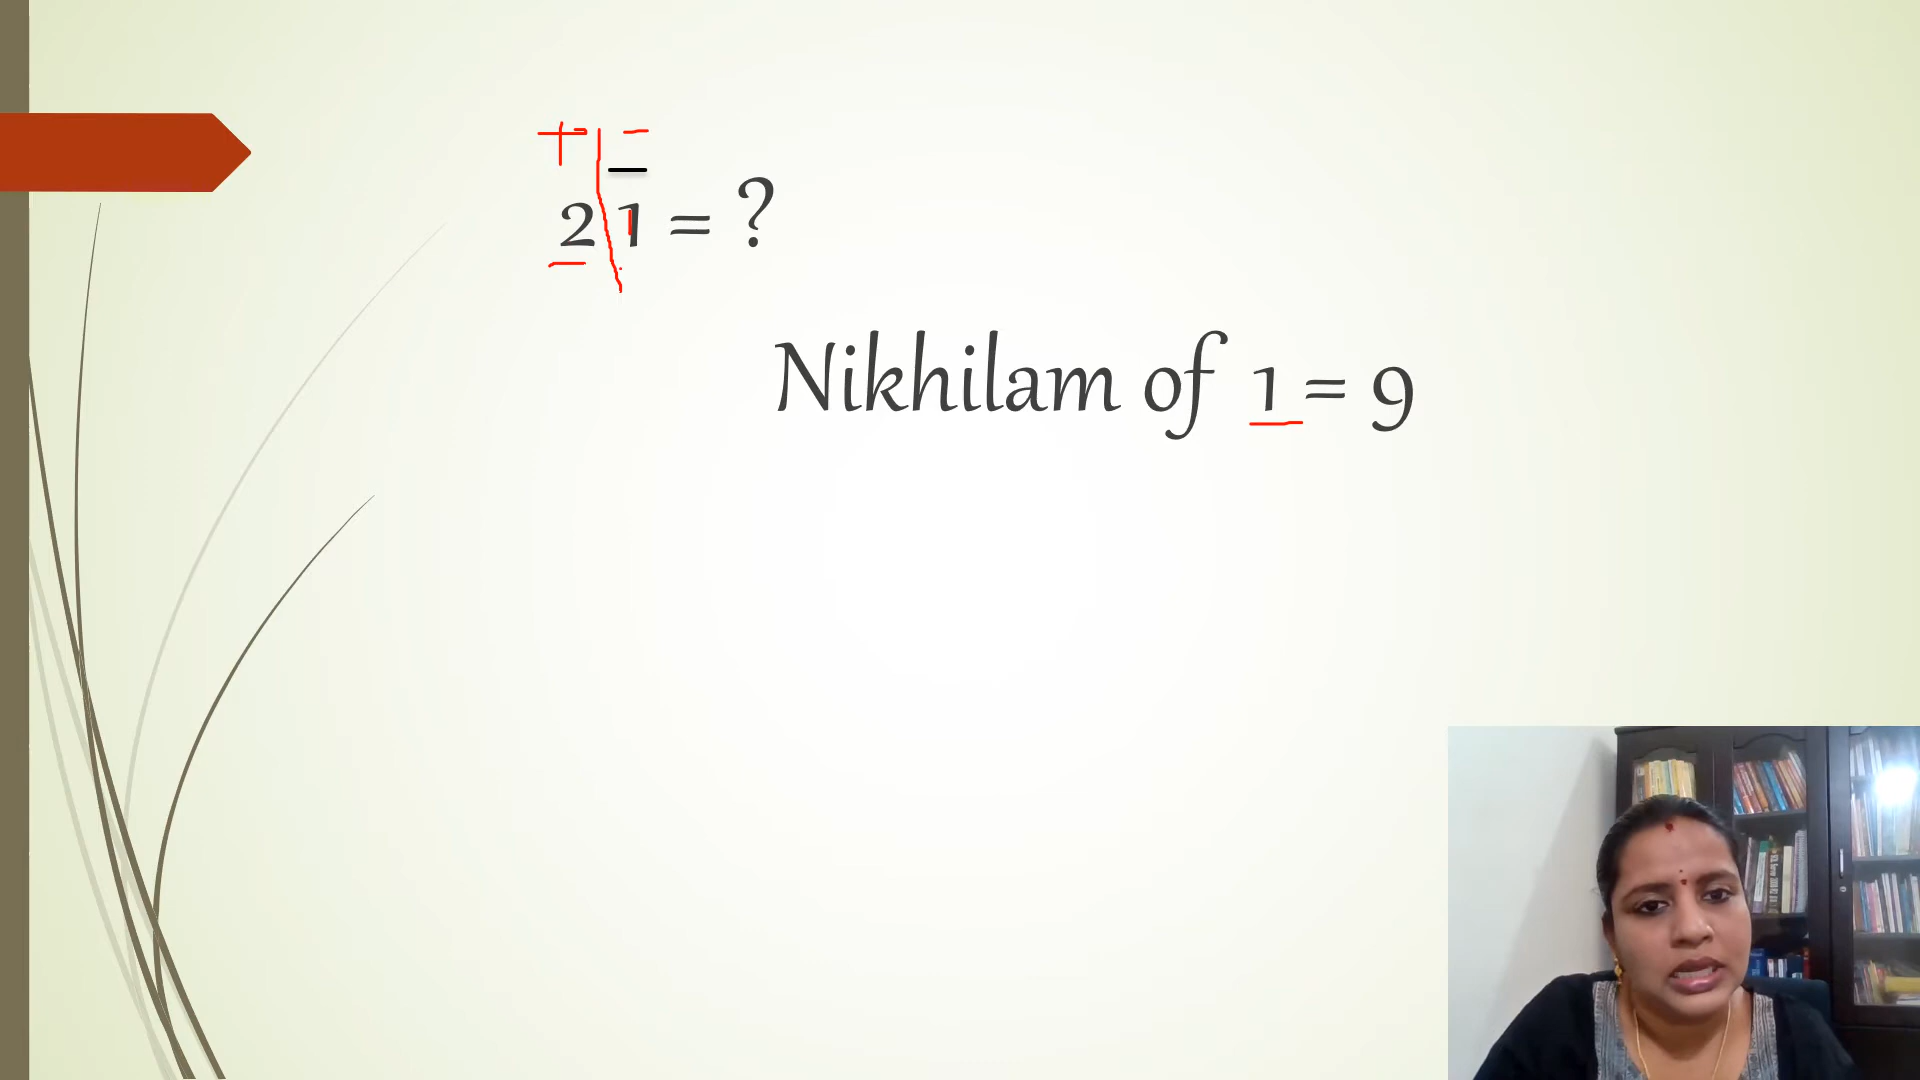 + -
2 1̅ = ?
Nikhilam of 1 = 9